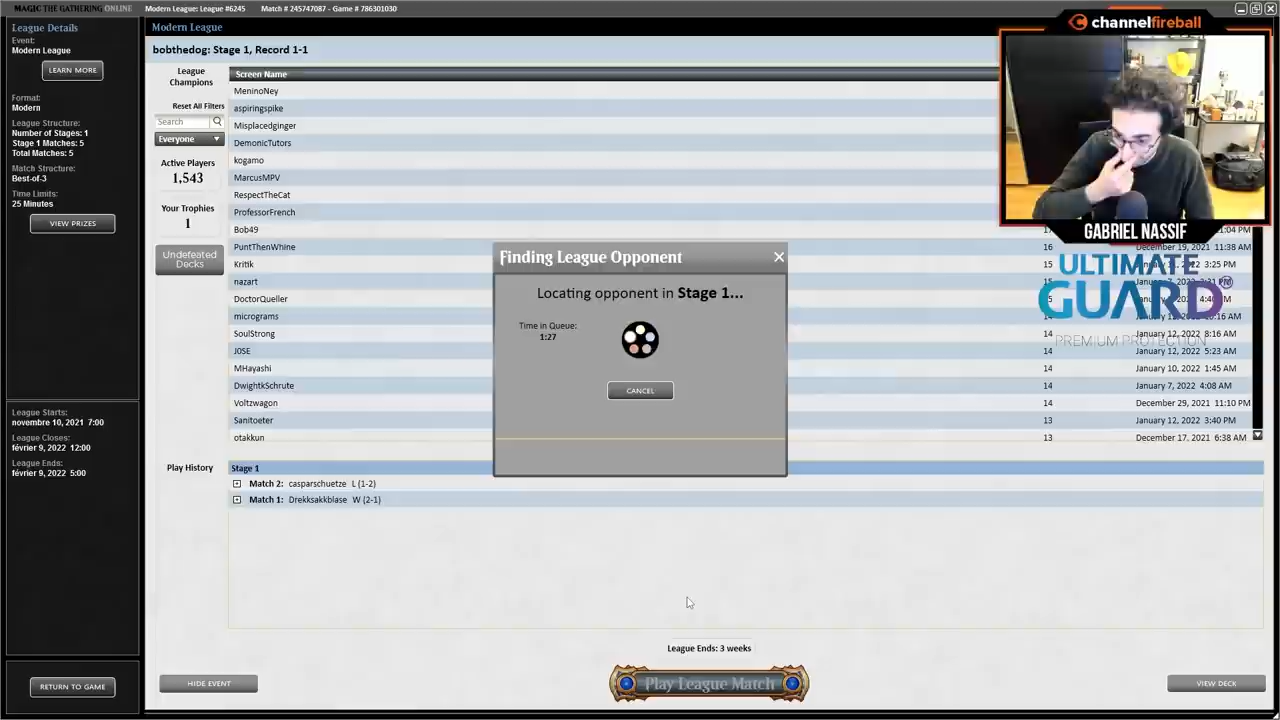 MAGIC THE GATHERING ONLINE
Modern League: League #6245
Match # 245747087 - Game # 786301030
League Details
Event:
Modern League
LEARN MORE
Format:
Modern
League Structure:
Number of Stages: 1
Stage 1 Matches: 5
Total Matches: 5
Match Structure:
Best-of-3
Time Limits:
25 Minutes
VIEW PRIZES
League Starts:
novembre 10, 2021 7:00
League Closes:
février 9, 2022 12:00
League Ends:
février 9, 2022 5:00
RETURN TO GAME
Modern League
bobthedog: Stage 1, Record 1-1
League
Champions
Reset All Filters
Search
Everyone
Active Players
1,543
Your Trophies
1
Undefeated
Decks
Screen Name
MeninoNey
aspiringspike
Misplacedginger
DemonicTutors
kogamo
MarcusMPV
RespectTheCat
ProfessorFrench
Bob49 11:04 PM
PuntThenWhine 16 December 19, 2021 11:38 AM
Kritik 15 2022 3:25 PM
nazart 15
DoctorQueller
micrograms
SoulStrong 14 January 12, 2022 8:16 AM
J0SE 14 January 12, 2022 5:23 AM
MHayashi 14 January 10, 2022 1:45 AM
DwightkSchrute 14 January 7, 2022 4:08 AM
Voltzwagon 14 December 29, 2021 11:10 PM
Sanitoeter 13 January 12, 2022 3:40 PM
otakkun 13 December 17, 2021 6:38 AM
Finding League Opponent
Locating opponent in Stage 1...
Time in Queue:
1:27
CANCEL
Play History
Stage 1
Match 2: casparschuetze L (1-2)
Match 1: Drekksakkblase W (2-1)
League Ends: 3 weeks
HIDE EVENT
Play League Match
VIEW DECK
channelfireball
GABRIEL NASSIF
ULTIMATE
GUARD
PREMIUM PROTECTION